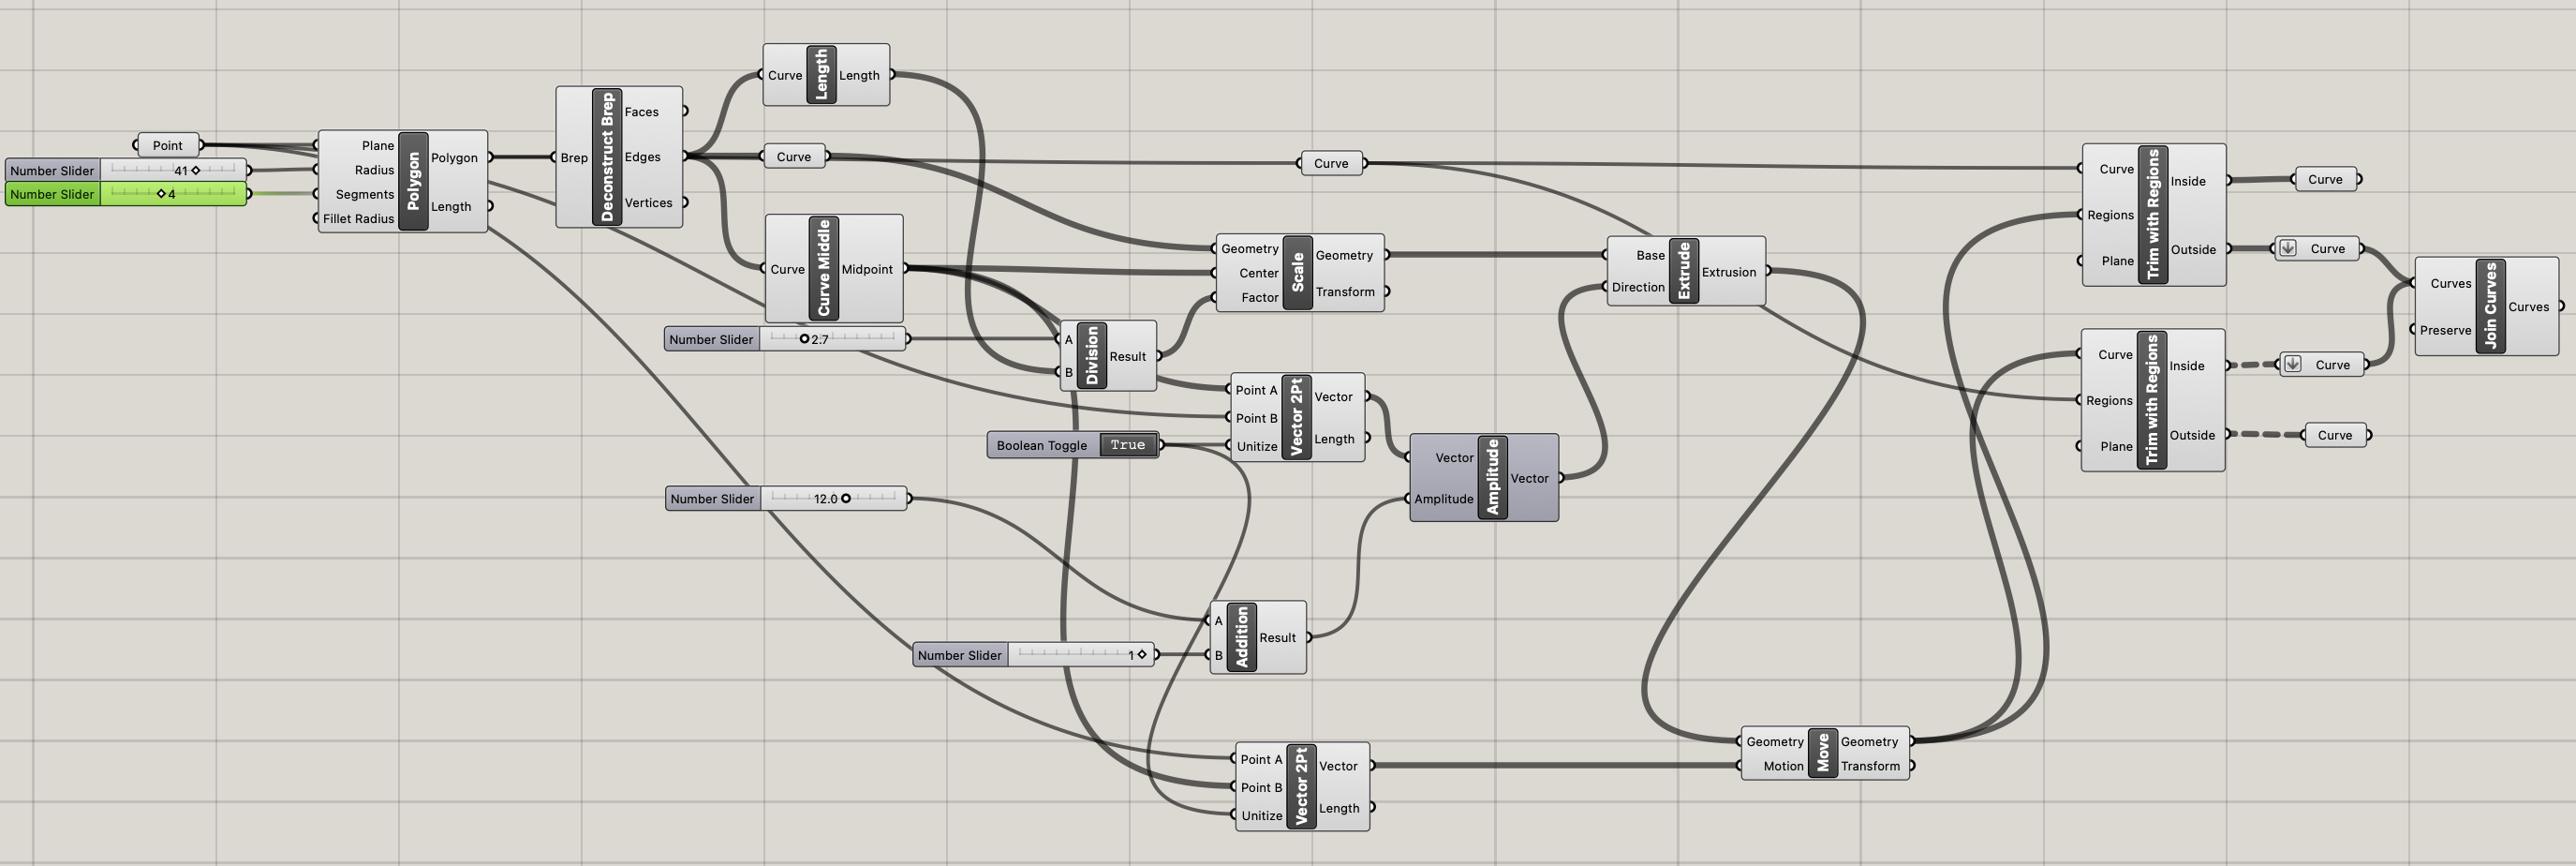 Point
Number Slider 41
Number Slider 4
Plane
Radius
Segments
Fillet Radius
Polygon
Polygon
Length
Brep
Deconstruct Brep
Faces
Edges
Vertices
Curve
Length
Length
Curve
Curve
Curve Middle
Midpoint
Number Slider 2.7
A
B
Division
Result
Geometry
Center
Factor
Scale
Geometry
Transform
Curve
Point A
Point B
Unitize
Vector 2Pt
Vector
Length
Boolean Toggle True
Number Slider 12.0
Number Slider 1
A
B
Addition
Result
Vector
Amplitude
Amplitude
Vector
Base
Direction
Extrude
Extrusion
Point A
Point B
Unitize
Vector 2Pt
Vector
Length
Geometry
Motion
Move
Geometry
Transform
Curve
Regions
Plane
Trim with Regions
Inside
Outside
Curve
Curve
Curve
Regions
Plane
Trim with Regions
Inside
Outside
Curve
Curve
Curves
Preserve
Join Curves
Curves